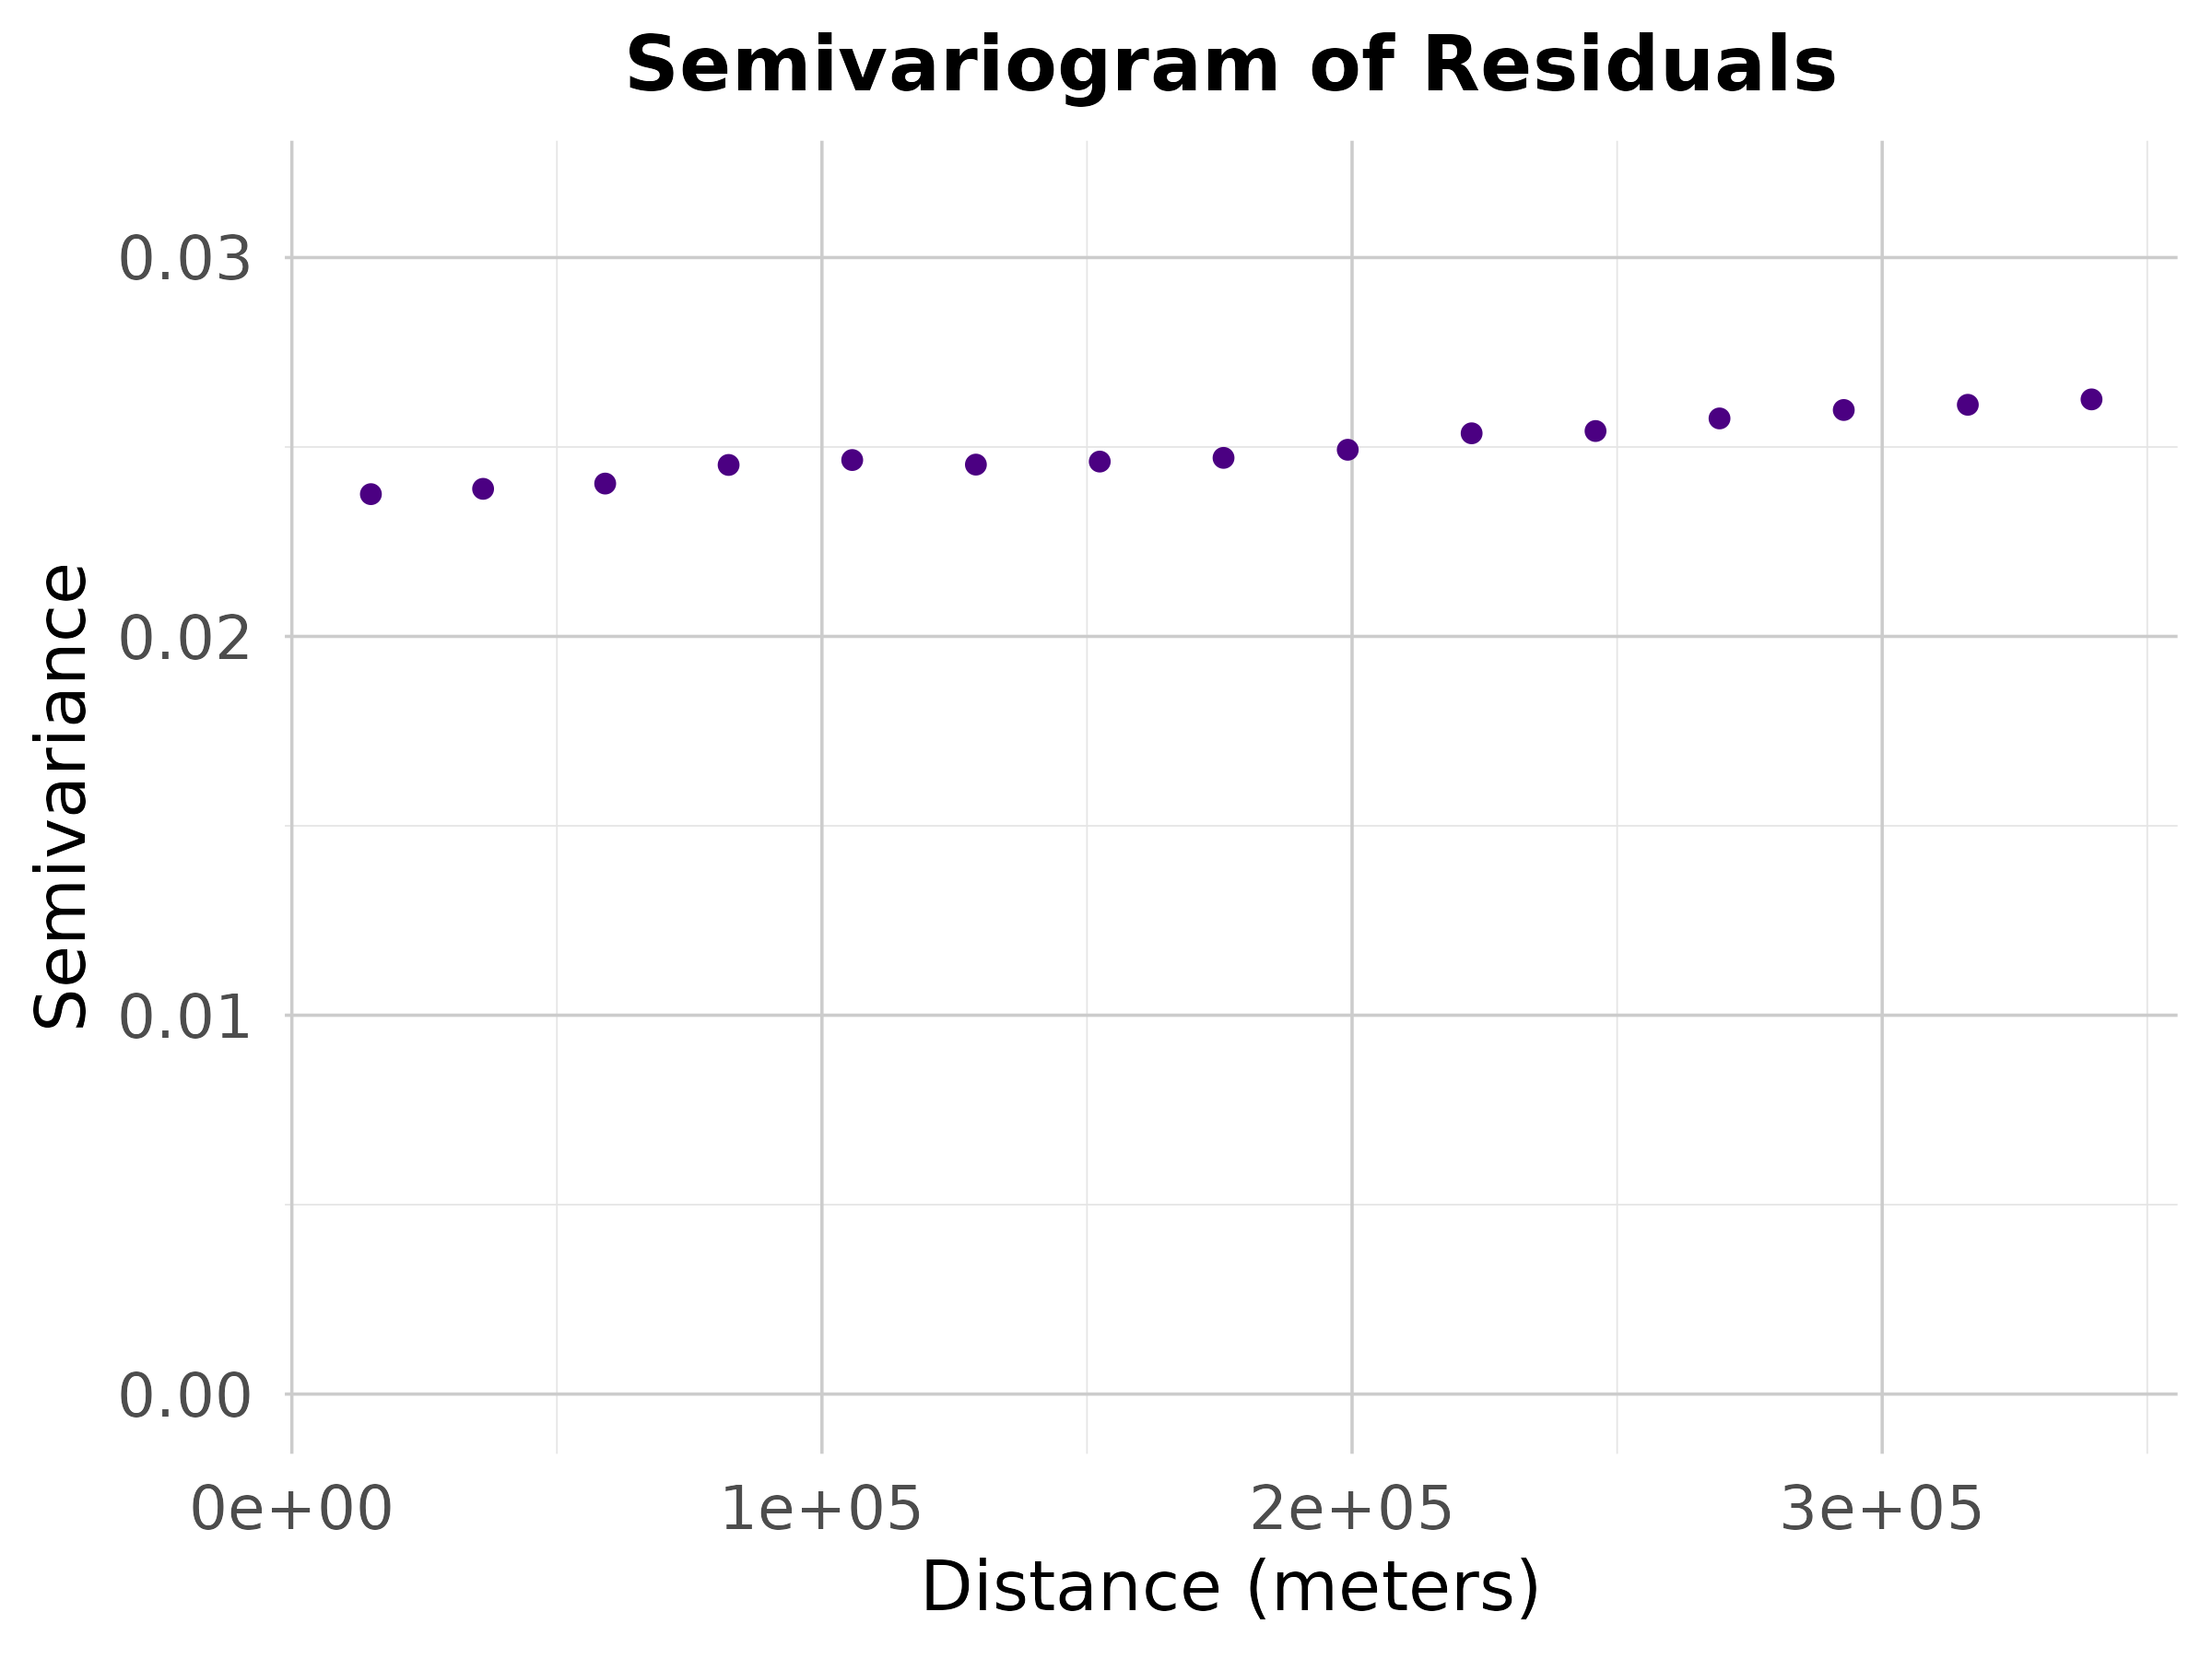 Semivariogram of Residuals
Semivariance
0.03
0.02
0.01
0.00
0e+00 1e+05 2e+05 3e+05
Distance (meters)